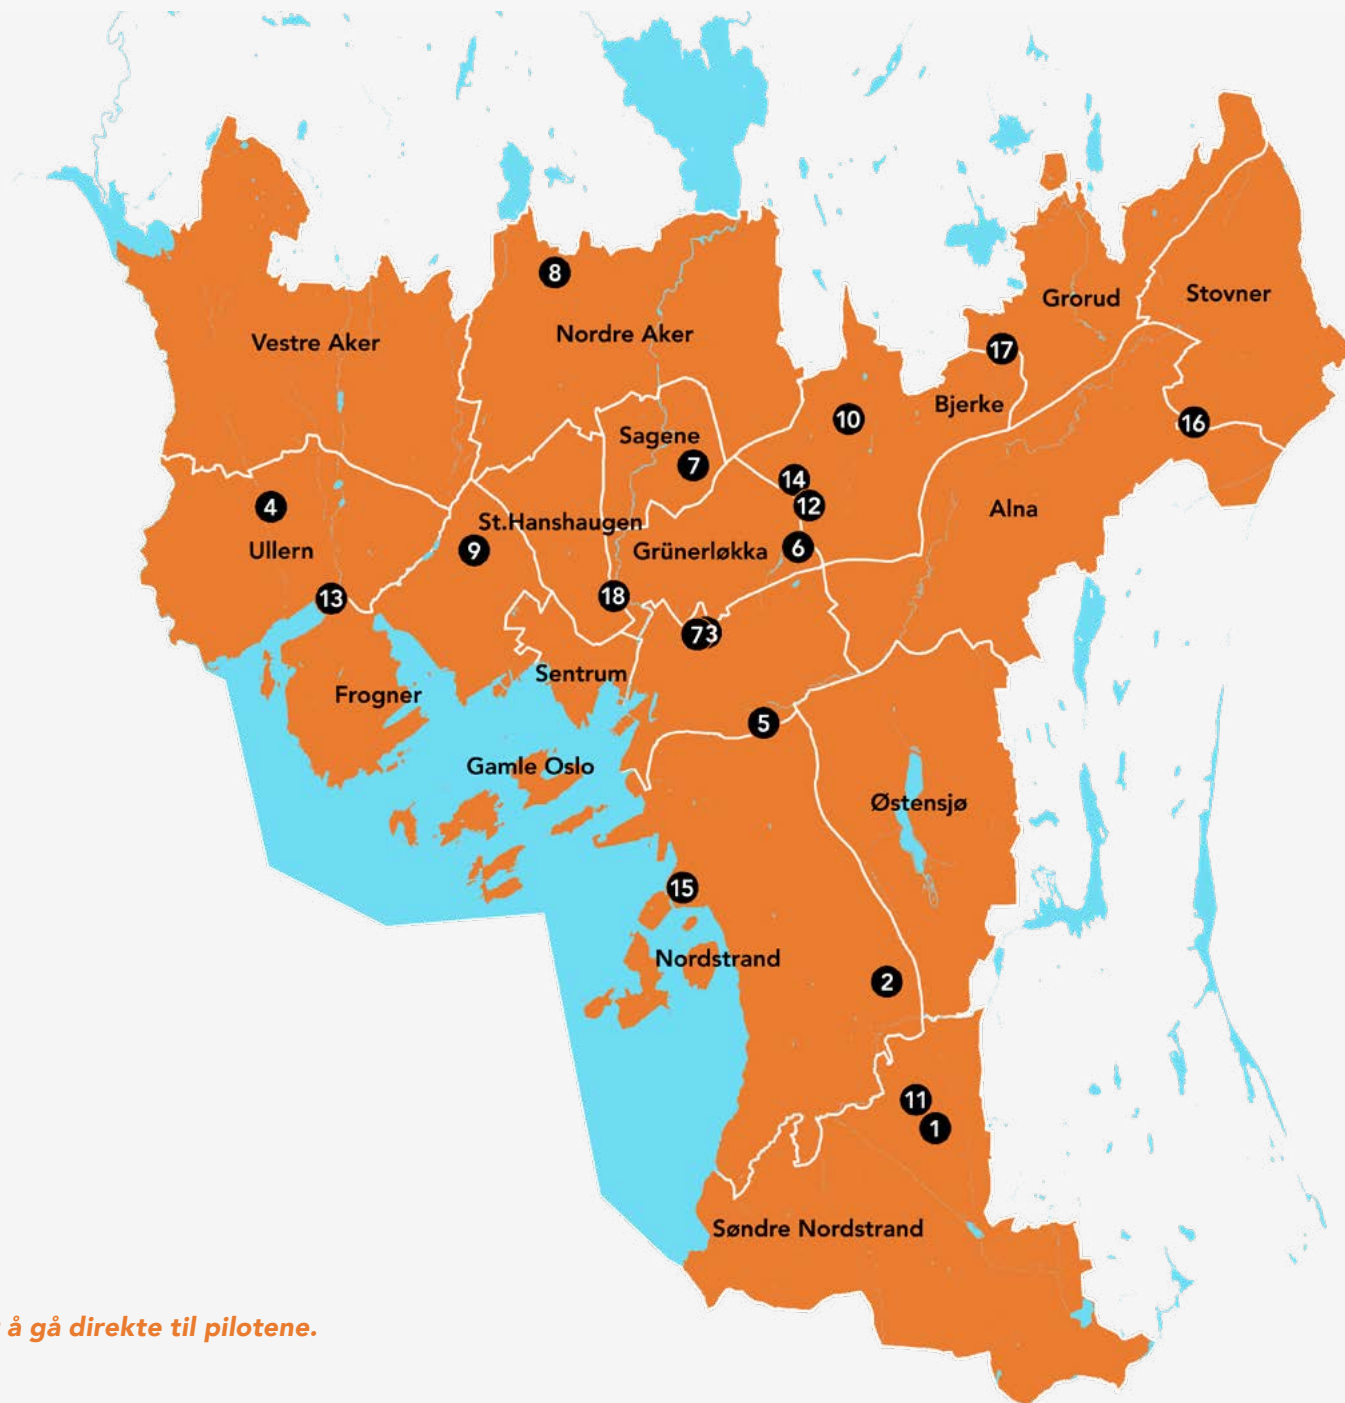 8
Grorud
Stovner
Nordre Aker
Vestre Aker
17
Bjerke
10
16
Sagene
7
14
4
12
Alna
St.Hanshaugen
6
9
Grünerløkka
Ullern
18
13
7
3
Sentrum
Frogner
5
Gamle Oslo
Østensjø
15
Nordstrand
2
11
1
Søndre Nordstrand
å gå direkte til pilotene.